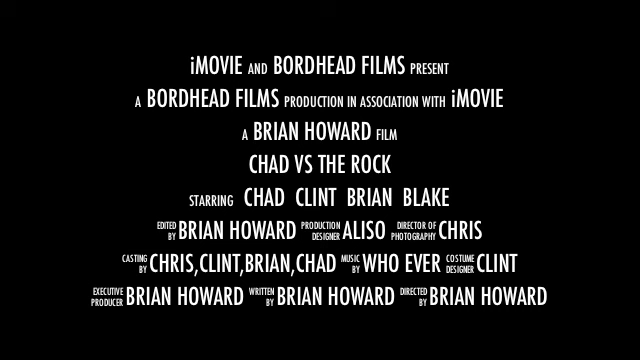 iMOVIE AND BORDHEAD FILMS PRESENT
A BORDHEAD FILMS PRODUCTION IN ASSOCIATION WITH iMOVIE
A BRIAN HOWARD FILM
CHAD VS THE ROCK
STARRING CHAD CLINT BRIAN BLAKE
EDITED BY BRIAN HOWARD PRODUCTION DESIGNER ALISO DIRECTOR OF PHOTOGRAPHY CHRIS
CASTING BY CHRIS,CLINT,BRIAN,CHAD MUSIC BY WHO EVER COSTUME DESIGNER CLINT
EXECUTIVE PRODUCER BRIAN HOWARD WRITTEN BY BRIAN HOWARD DIRECTED BY BRIAN HOWARD